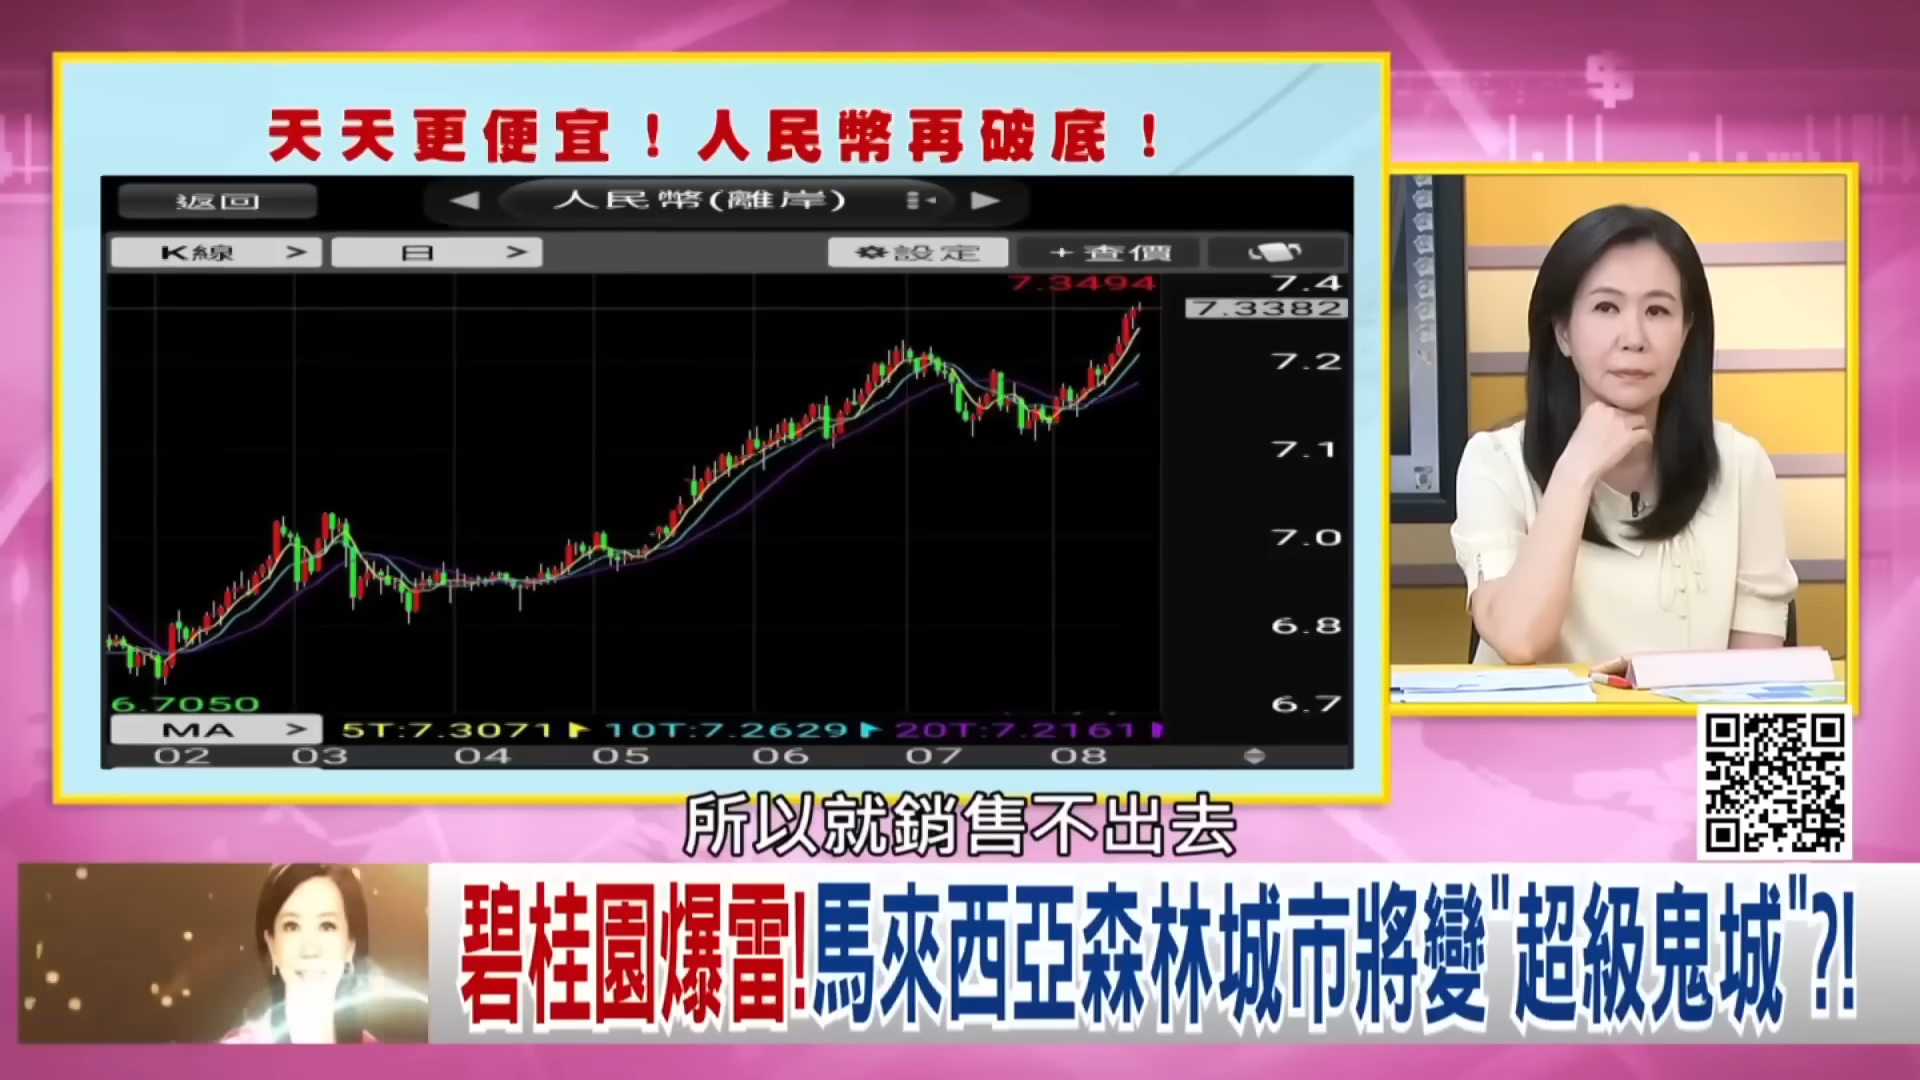 天天更便宜！人民幣再破底！
返回
人民幣(離岸)
K線 >
日 >
設定
+查價
7.3494
7.4
7.3382
7.2
7.1
7.0
6.8
6.7
6.7050
MA >
5T:7.3071
10T:7.2629
20T:7.2161
02 03 04 05 06 07 08
所以就銷售不出去
碧桂園爆雷!馬來西亞森林城市將變"超級鬼城"?!